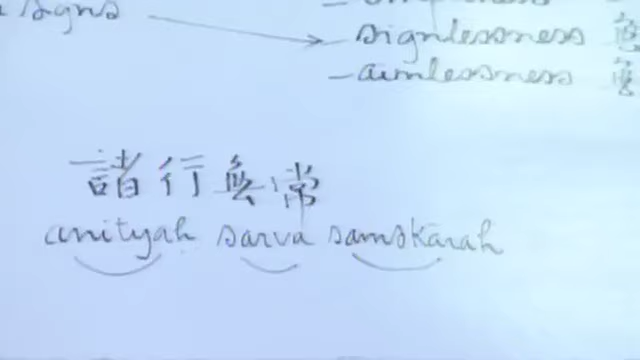 signs
– signlessness
– aimlessness
諸行無常
anityah sarva samskarah